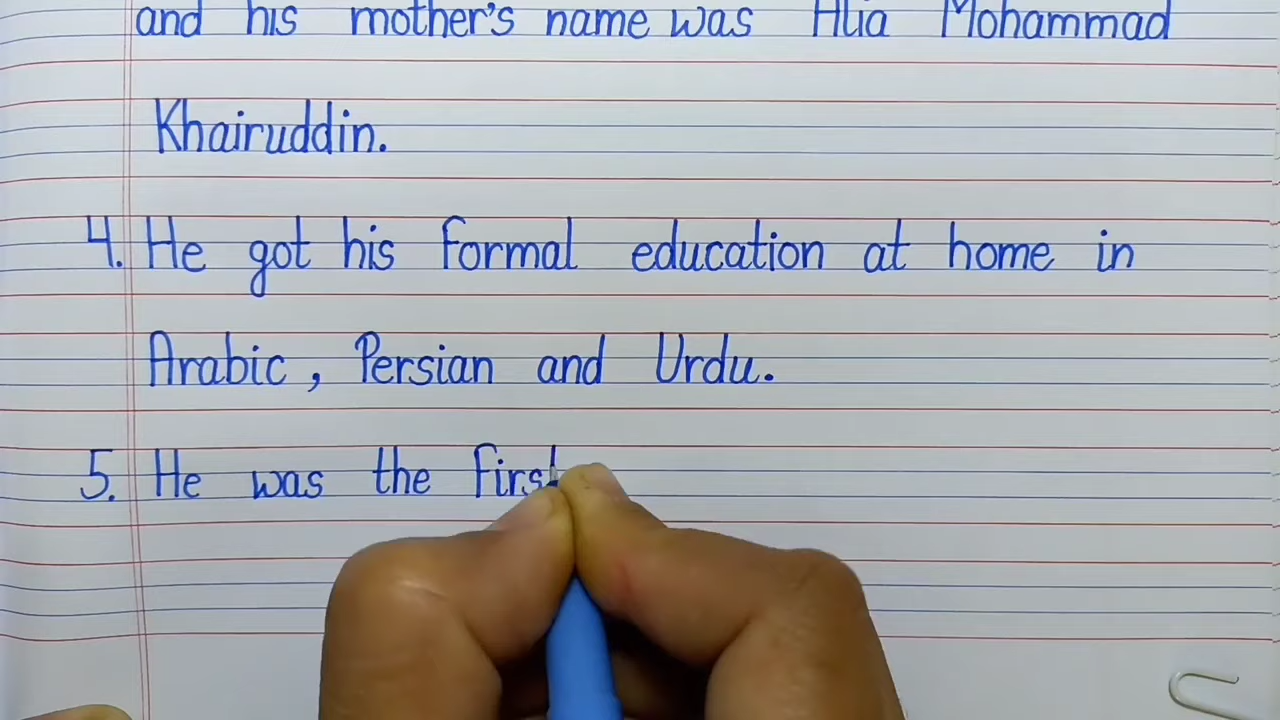 and his mother's name was Alia Mohammad
Khairuddin.
4. He got his formal education at home in
Arabic, Persian and Urdu.
5. He was the first